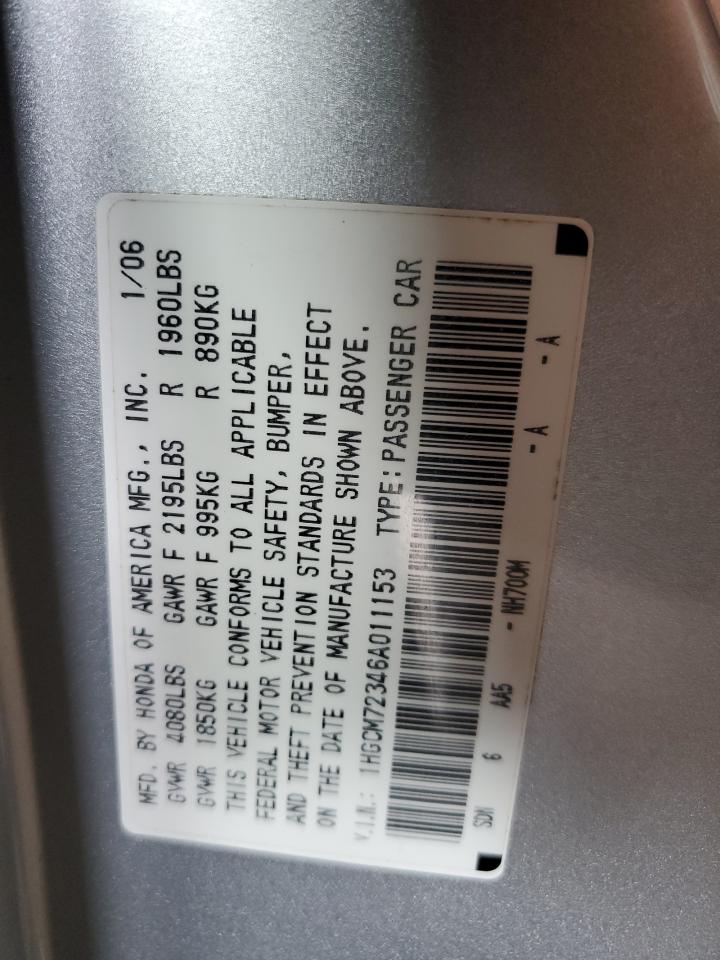 MFD. BY HONDA OF AMERICA MFG., INC. 1/06
GVWR 4080LBS GAWR F 2195LBS R 1960LBS
GVWR 1850KG GAWR F 995KG R 890KG
THIS VEHICLE CONFORMS TO ALL APPLICABLE
FEDERAL MOTOR VEHICLE SAFETY, BUMPER,
AND THEFT PREVENTION STANDARDS IN EFFECT
ON THE DATE OF MANUFACTURE SHOWN ABOVE.
V.I.N.: 1HGCM72346A011153 TYPE:PASSENGER CAR
SDN 6 AA5 - NH700M - A - A